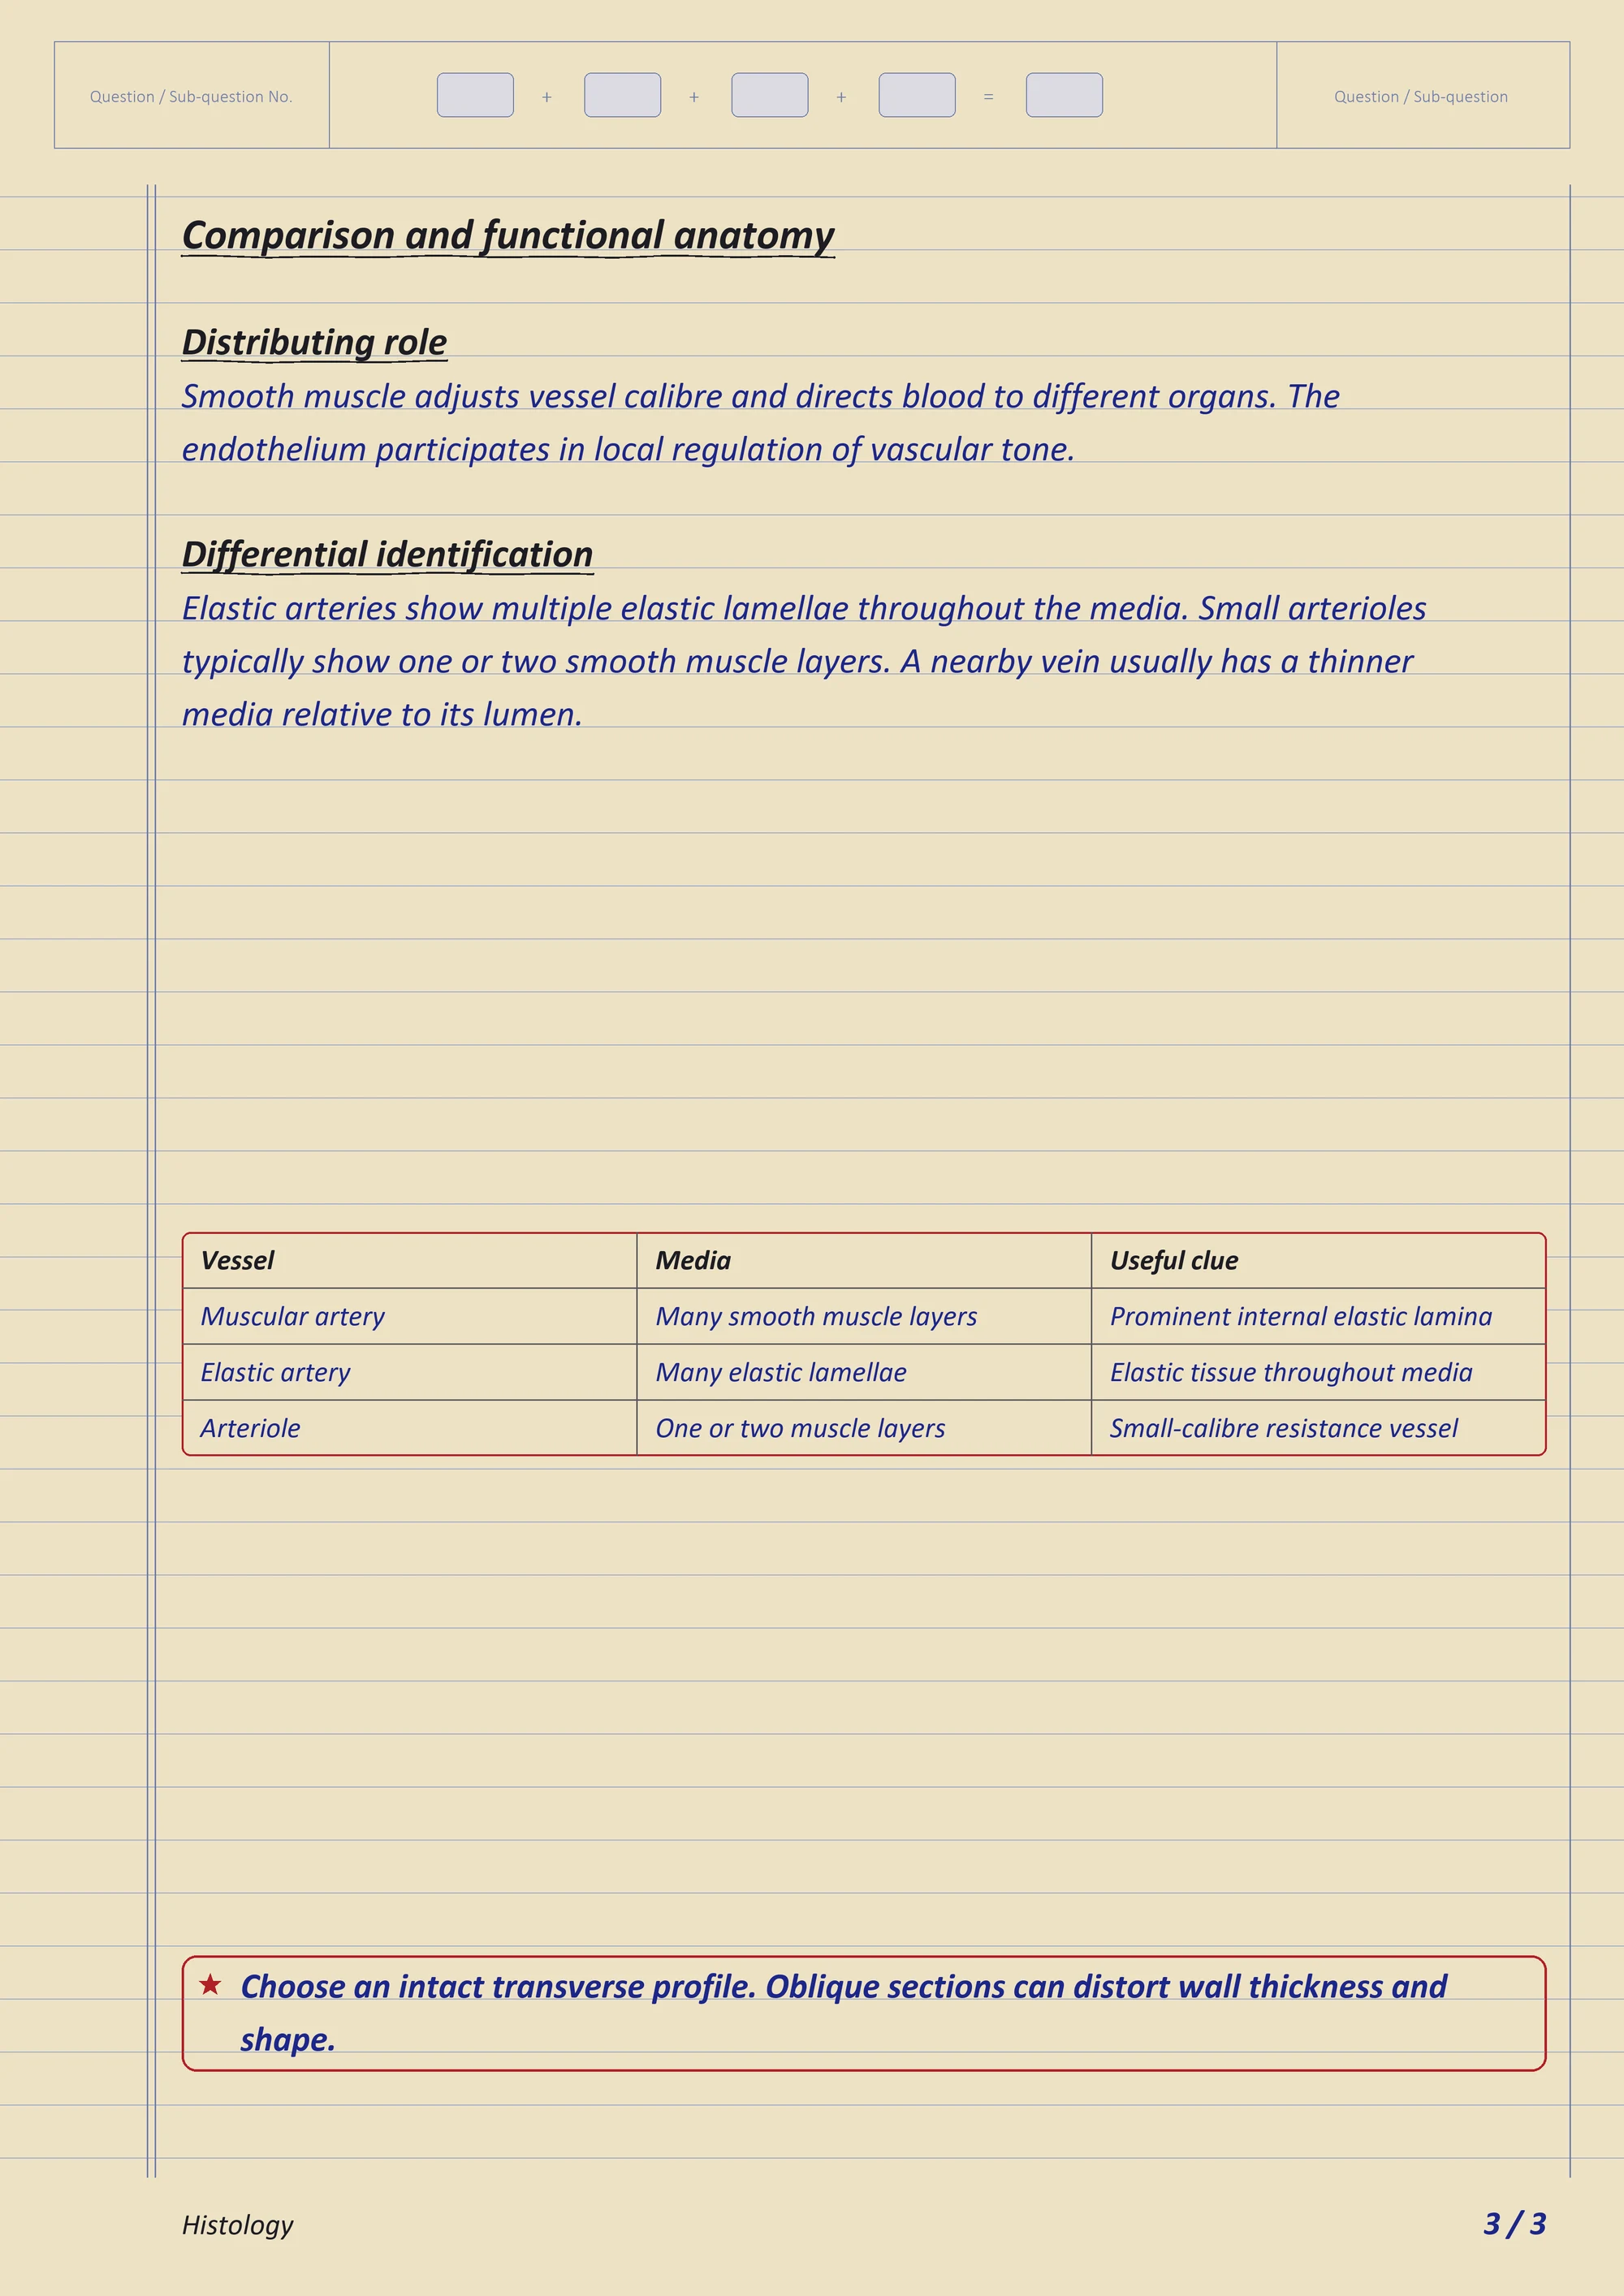 Question / Sub-question No.
+ + + =
Question / Sub-question
Comparison and functional anatomy
Distributing role
Smooth muscle adjusts vessel calibre and directs blood to different organs. The
endothelium participates in local regulation of vascular tone.
Differential identification
Elastic arteries show multiple elastic lamellae throughout the media. Small arterioles
typically show one or two smooth muscle layers. A nearby vein usually has a thinner
media relative to its lumen.
Vessel Media Useful clue
Muscular artery Many smooth muscle layers Prominent internal elastic lamina
Elastic artery Many elastic lamellae Elastic tissue throughout media
Arteriole One or two muscle layers Small-calibre resistance vessel
★ Choose an intact transverse profile. Oblique sections can distort wall thickness and
shape.
Histology 3 / 3